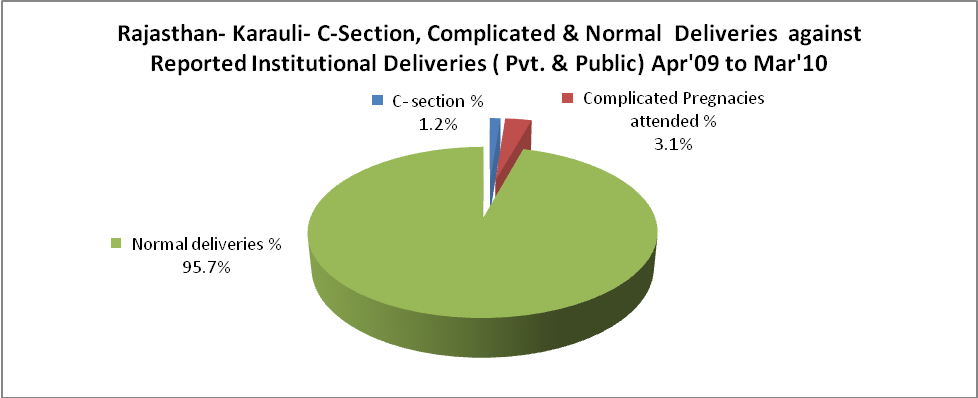 Rajasthan- Karauli- C-Section, Complicated & Normal Deliveries against
Reported Institutional Deliveries ( Pvt. & Public) Apr'09 to Mar'10
C-section %
1.2%
Complicated Pregnacies
attended %
3.1%
Normal deliveries %
95.7%